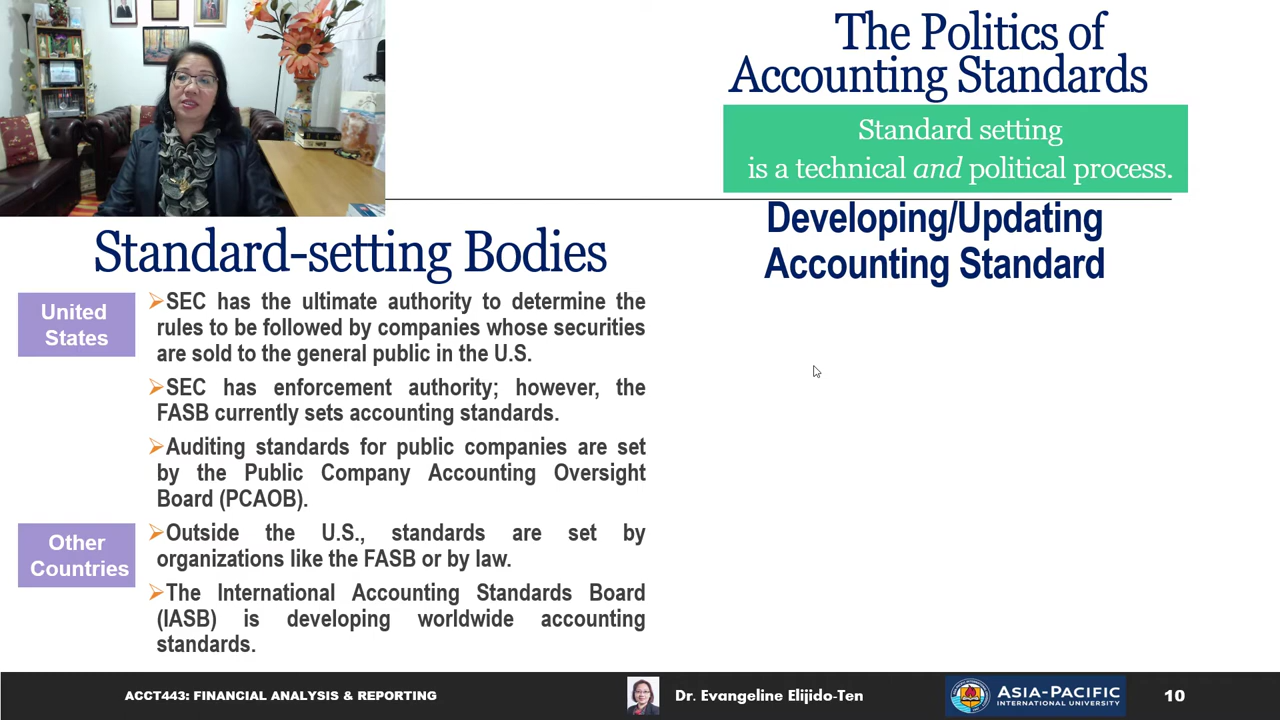 The Politics of
Accounting Standards
Standard setting
is a technical and political process.
Developing/Updating
Accounting Standard
Standard-setting Bodies
United
States
SEC has the ultimate authority to determine the
rules to be followed by companies whose securities
are sold to the general public in the U.S.
SEC has enforcement authority; however, the
FASB currently sets accounting standards.
Auditing standards for public companies are set
by the Public Company Accounting Oversight
Board (PCAOB).
Other
Countries
Outside the U.S., standards are set by
organizations like the FASB or by law.
The International Accounting Standards Board
(IASB) is developing worldwide accounting
standards.
ACCT443: FINANCIAL ANALYSIS & REPORTING
Dr. Evangeline Elijido-Ten
ASIA-PACIFIC
INTERNATIONAL UNIVERSITY
10